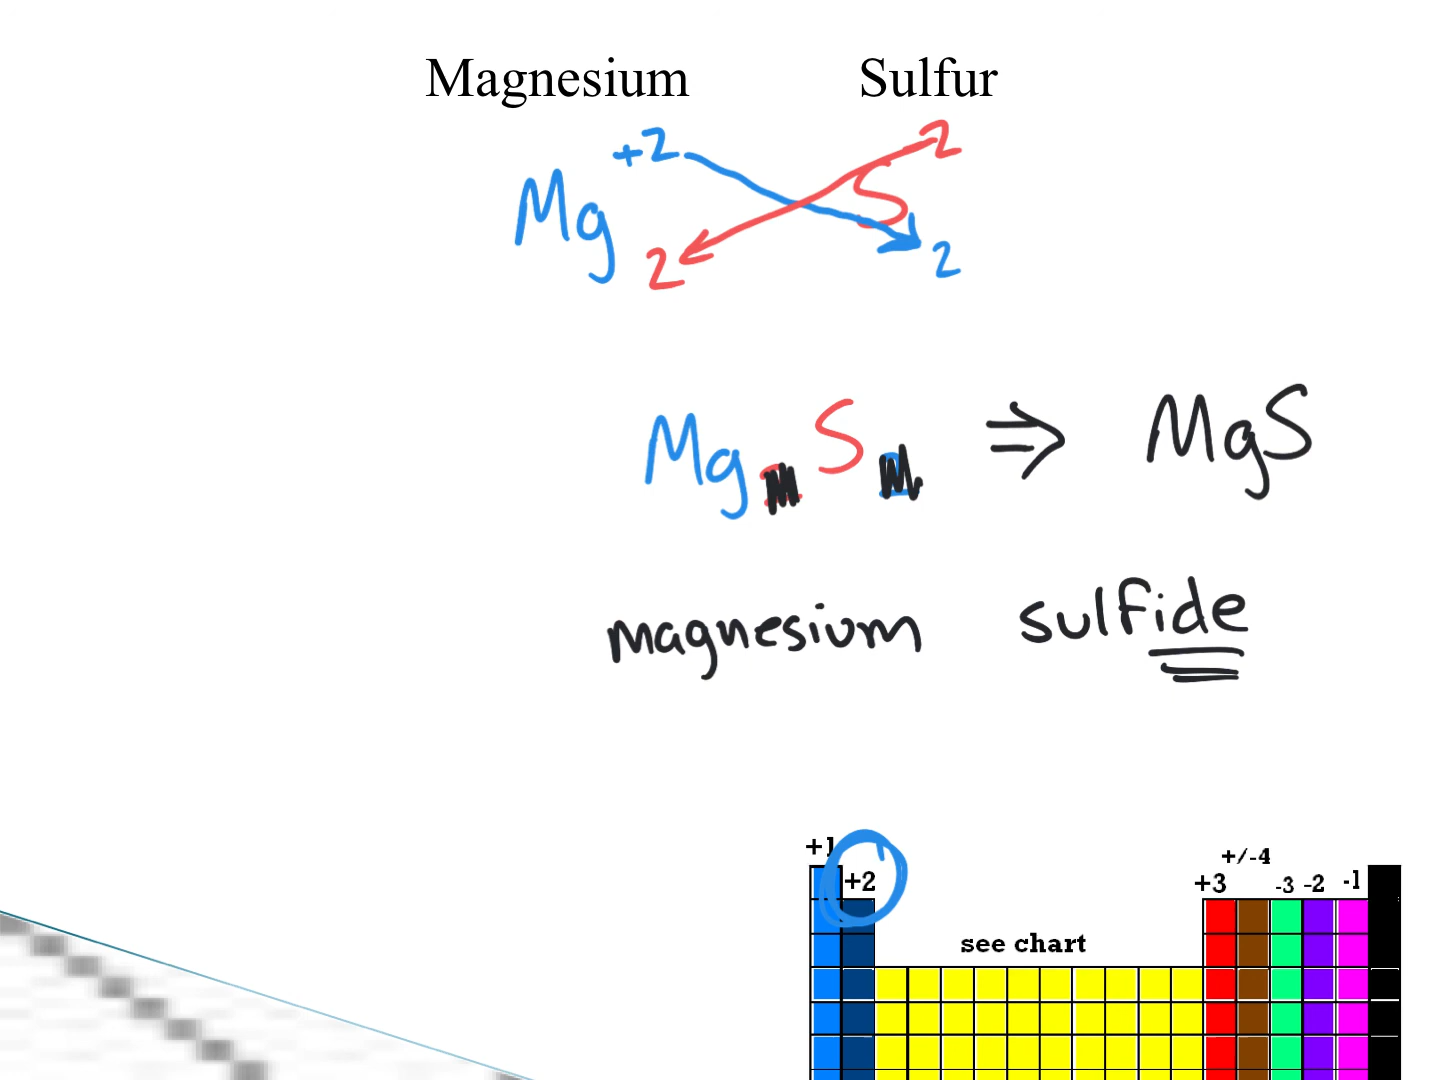 Magnesium Sulfur
Mg +2 S 2
2 2
Mg S ⇒ MgS
magnesium sulfide
+1 +2 +3 +/-4 -3 -2 -1
see chart